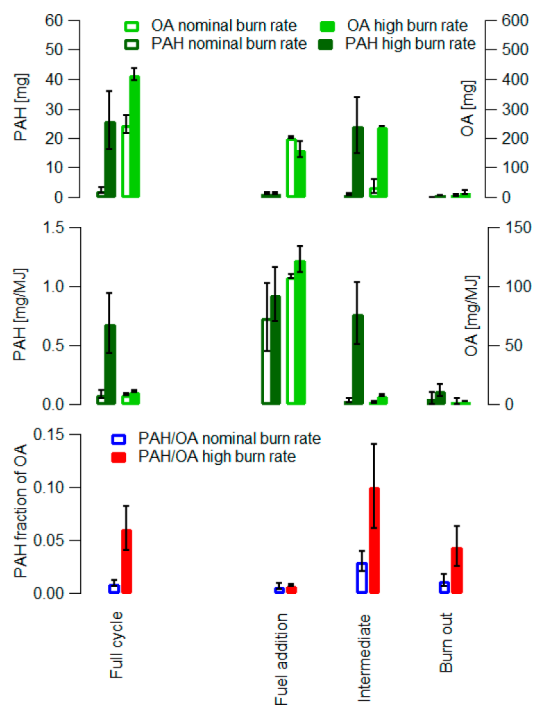 OA nominal burn rate
OA high burn rate
PAH nominal burn rate
PAH high burn rate
60
50
40
30
20
10
0
PAH [mg]
600
500
400
300
200
100
0
OA [mg]
1.5
1.0
0.5
0.0
PAH [mg/MJ]
150
100
50
0
OA [mg/MJ]
PAH/OA nominal burn rate
PAH/OA high burn rate
0.15
0.10
0.05
0.00
PAH fraction of OA
Full cycle
Fuel addition
Intermediate
Burn out